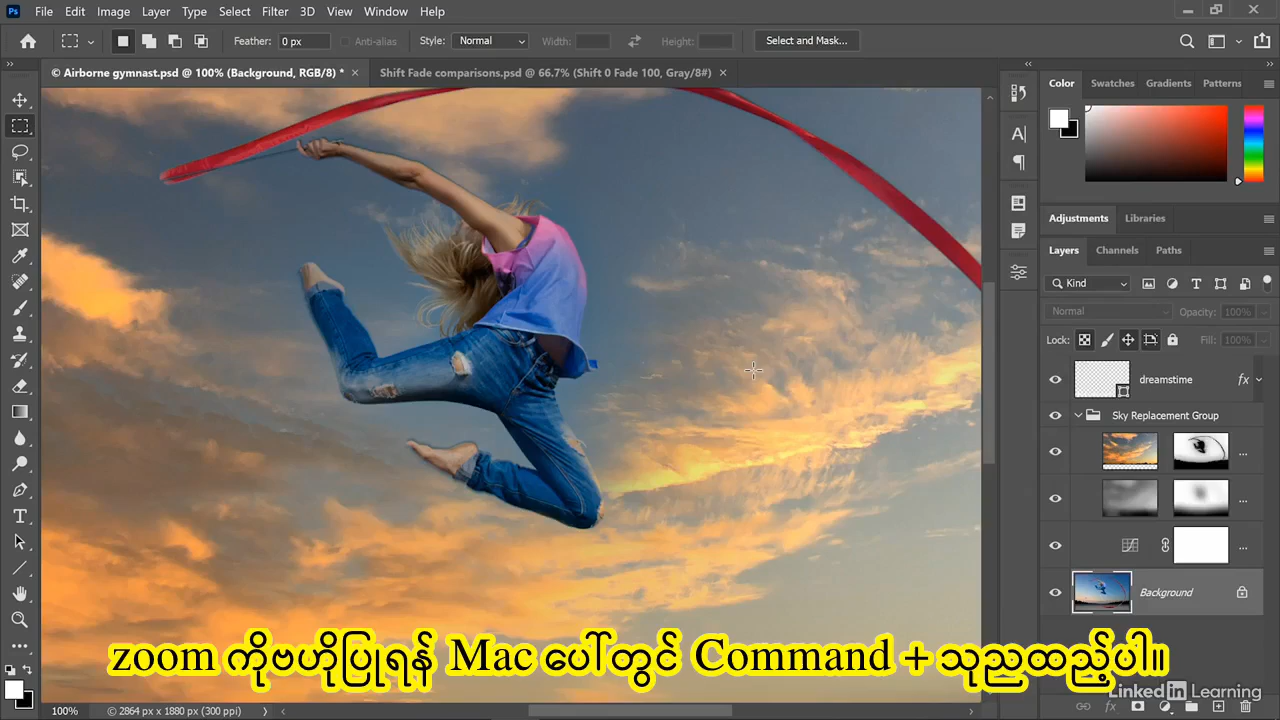 Ps File Edit Image Layer Type Select Filter 3D View Window Help
Feather: 0 px Anti-alias Style: Normal Width: Height: Select and Mask...
© Airborne gymnast.psd @ 100% (Background, RGB/8) * × Shift Fade comparisons.psd @ 66.7% (Shift 0 Fade 100, Gray/8#) ×
Color Swatches Gradients Patterns
Adjustments Libraries
Layers Channels Paths
Kind
Normal Opacity: 100%
Lock: Fill: 100%
dreamstime fx
Sky Replacement Group
Background
zoom ကိုဗဟိုပြုရန် Mac ပေါ်တွင် Command + သုညထည့်ပါ။
LinkedIn Learning
100% © 2864 px x 1880 px (300 ppi)